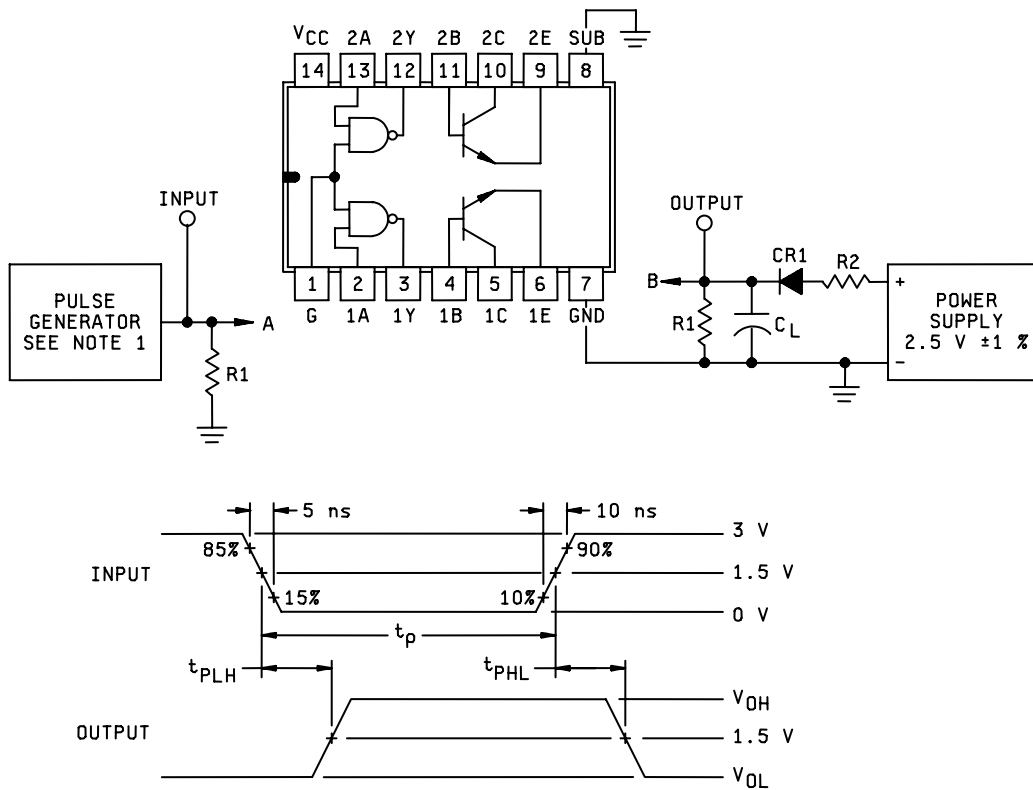 VCC 2A 2Y 2B 2C 2E SUB
14 13 12 11 10 9 8
INPUT
OUTPUT
1 2 3 4 5 6 7
G 1A 1Y 1B 1C 1E GND
PULSE
GENERATOR
SEE NOTE 1
A
R1
B
CR1
R2
R1
CL
+
POWER
SUPPLY
2.5 V ±1 %
-
5 ns
10 ns
3 V
85%
90%
INPUT
1.5 V
15%
10%
0 V
tp
tPLH
tPHL
VOH
OUTPUT
1.5 V
VOL